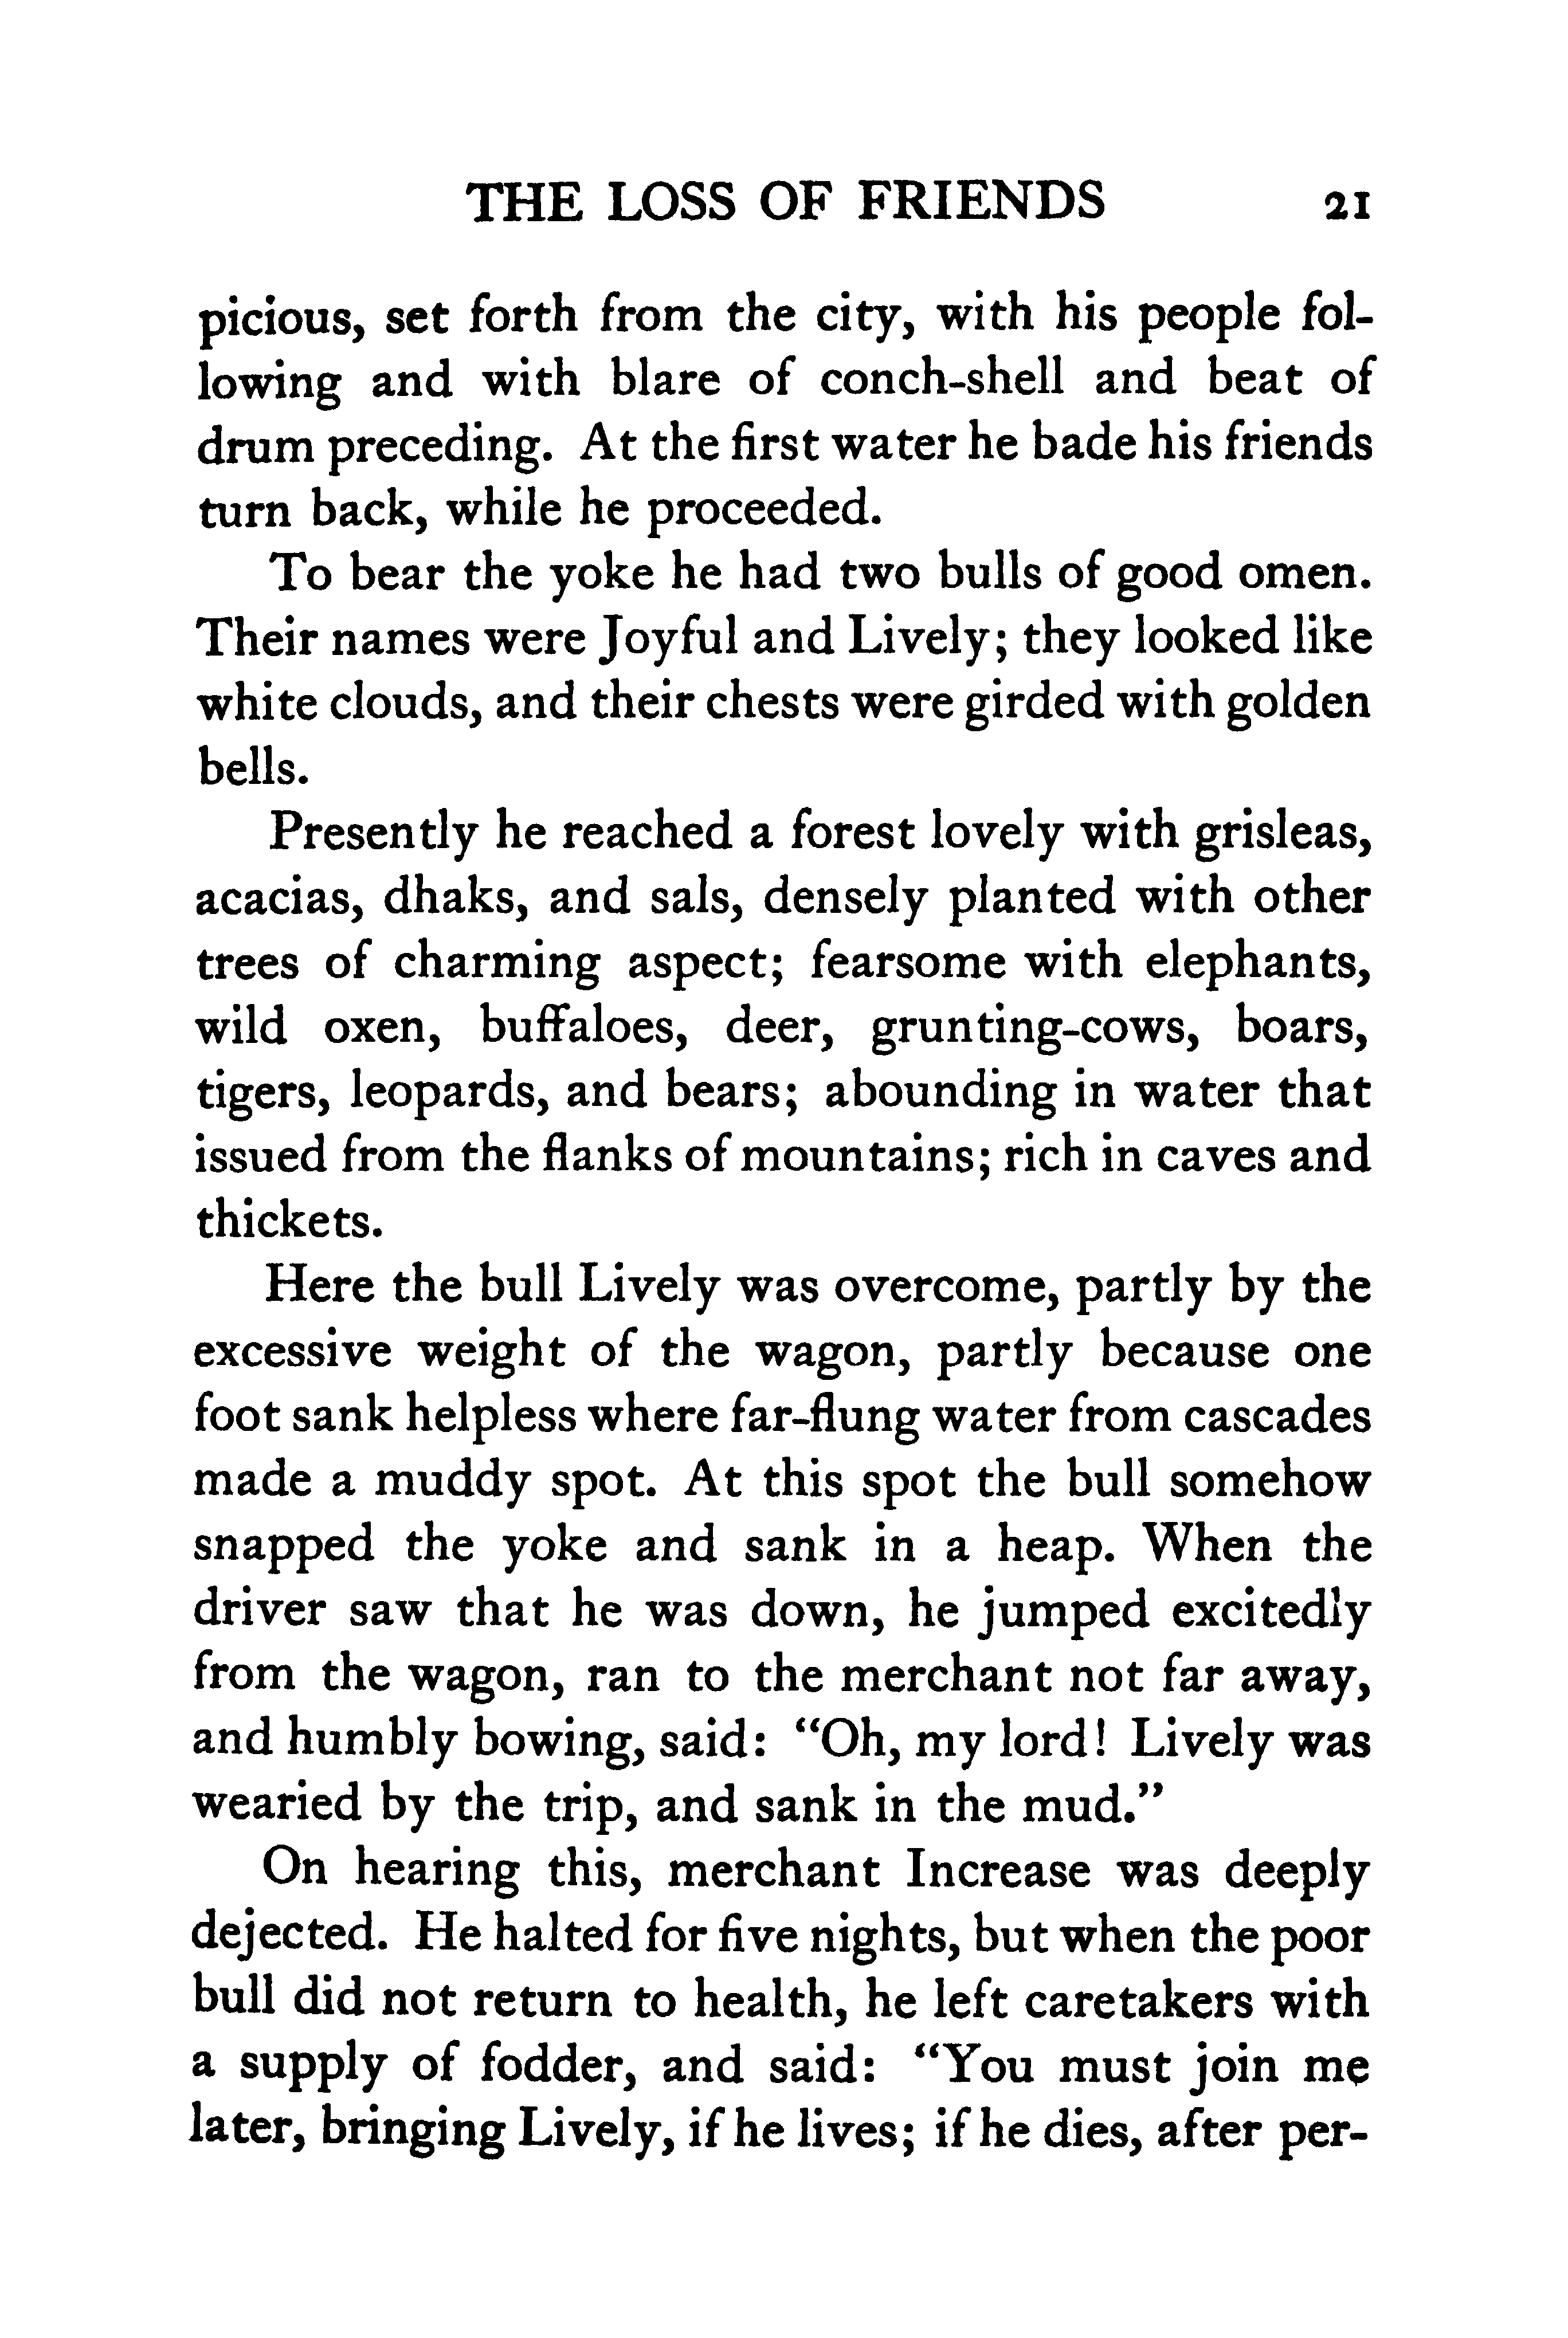 THE LOSS OF FRIENDS 21
picious, set forth from the city, with his people fol-
lowing and with blare of conch-shell and beat of
drum preceding. At the first water he bade his friends
turn back, while he proceeded.
To bear the yoke he had two bulls of good omen.
Their names were Joyful and Lively; they looked like
white clouds, and their chests were girded with golden
bells.
Presently he reached a forest lovely with grisleas,
acacias, dhaks, and sals, densely planted with other
trees of charming aspect; fearsome with elephants,
wild oxen, buffaloes, deer, grunting-cows, boars,
tigers, leopards, and bears; abounding in water that
issued from the flanks of mountains; rich in caves and
thickets.
Here the bull Lively was overcome, partly by the
excessive weight of the wagon, partly because one
foot sank helpless where far-flung water from cascades
made a muddy spot. At this spot the bull somehow
snapped the yoke and sank in a heap. When the
driver saw that he was down, he jumped excitedly
from the wagon, ran to the merchant not far away,
and humbly bowing, said: “Oh, my lord! Lively was
wearied by the trip, and sank in the mud.”
On hearing this, merchant Increase was deeply
dejected. He halted for five nights, but when the poor
bull did not return to health, he left caretakers with
a supply of fodder, and said: “You must join me
later, bringing Lively, if he lives; if he dies, after per-